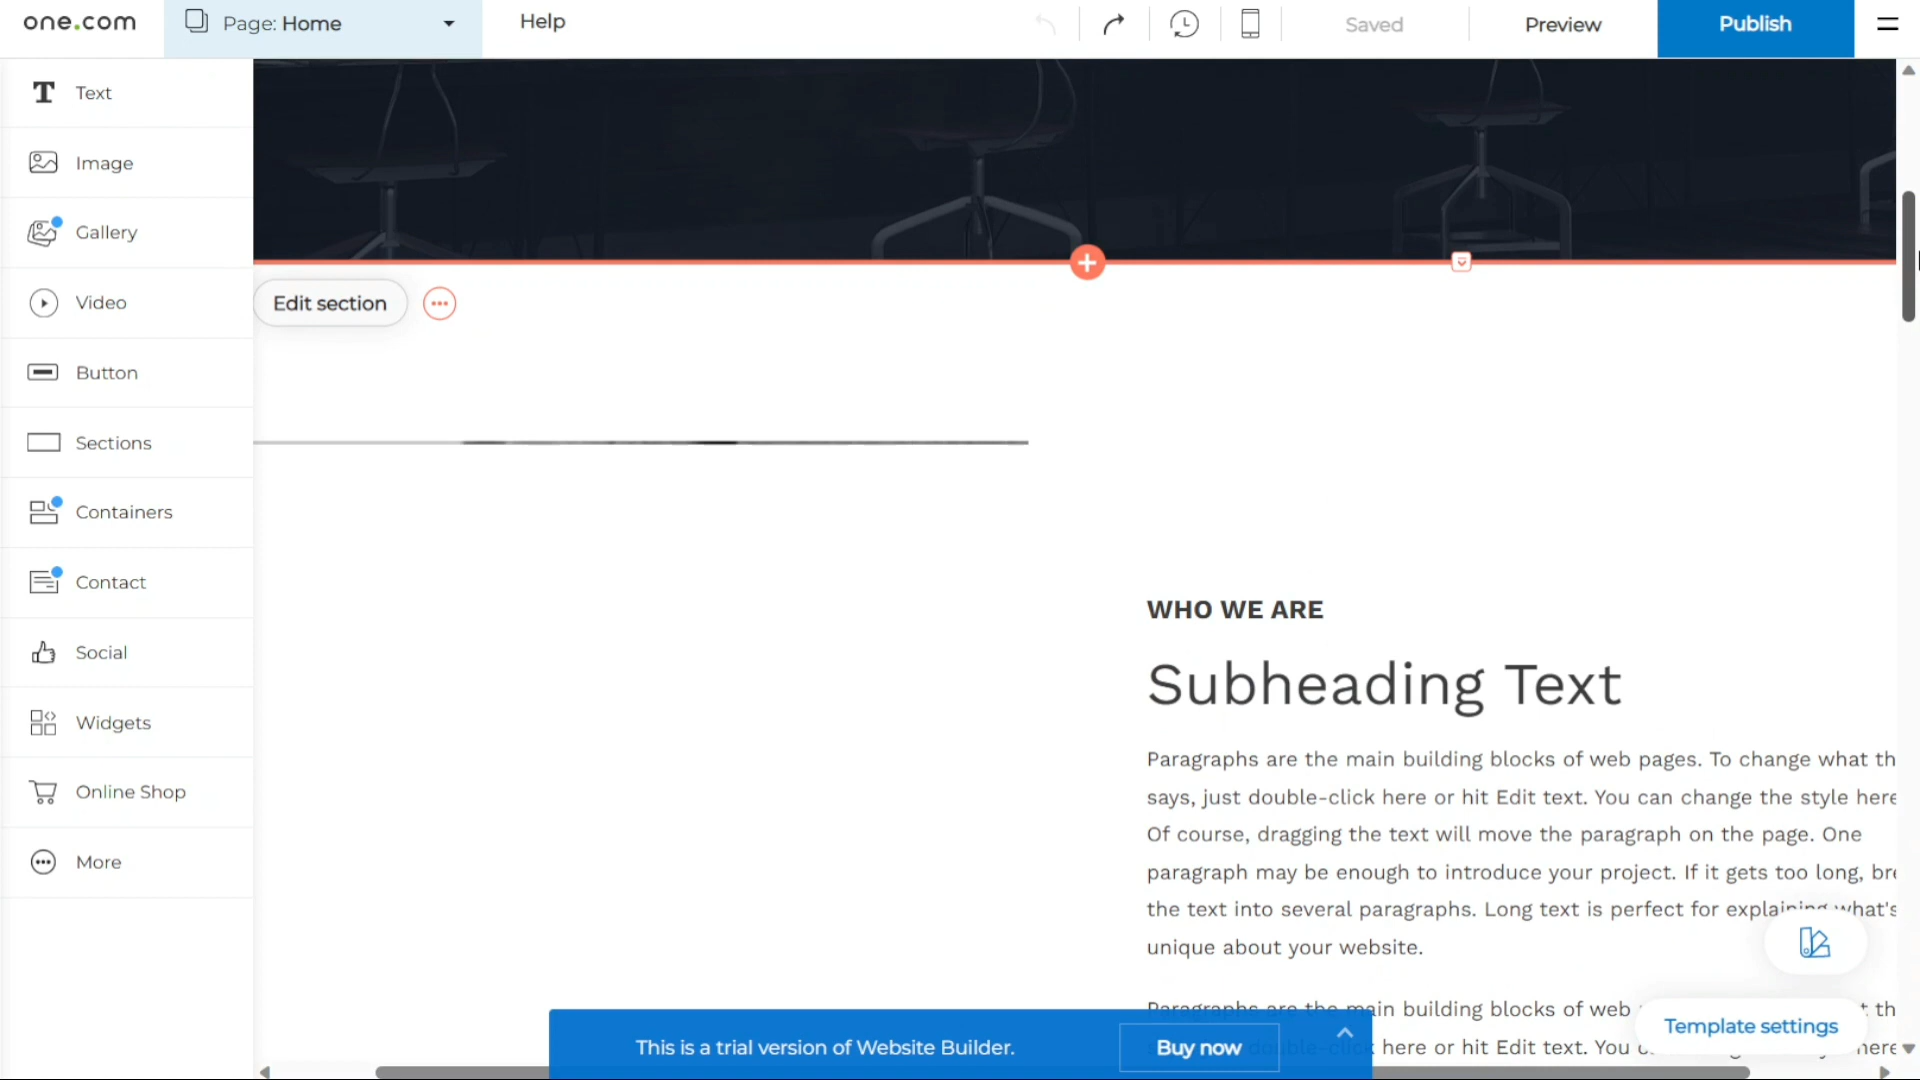 one.com
Page: Home
Help
Saved
Preview
Publish
Text
Image
Gallery
Video
Button
Sections
Containers
Contact
Social
Widgets
Online Shop
More
Edit section
WHO WE ARE
Subheading Text
Paragraphs are the main building blocks of web pages. To change what th
says, just double-click here or hit Edit text. You can change the style here
Of course, dragging the text will move the paragraph on the page. One
paragraph may be enough to introduce your project. If it gets too long, bre
the text into several paragraphs. Long text is perfect for explaining what's
unique about your website.
Paragraphs are the main building blocks of web
here or hit Edit text. You
Template settings
This is a trial version of Website Builder.
Buy now